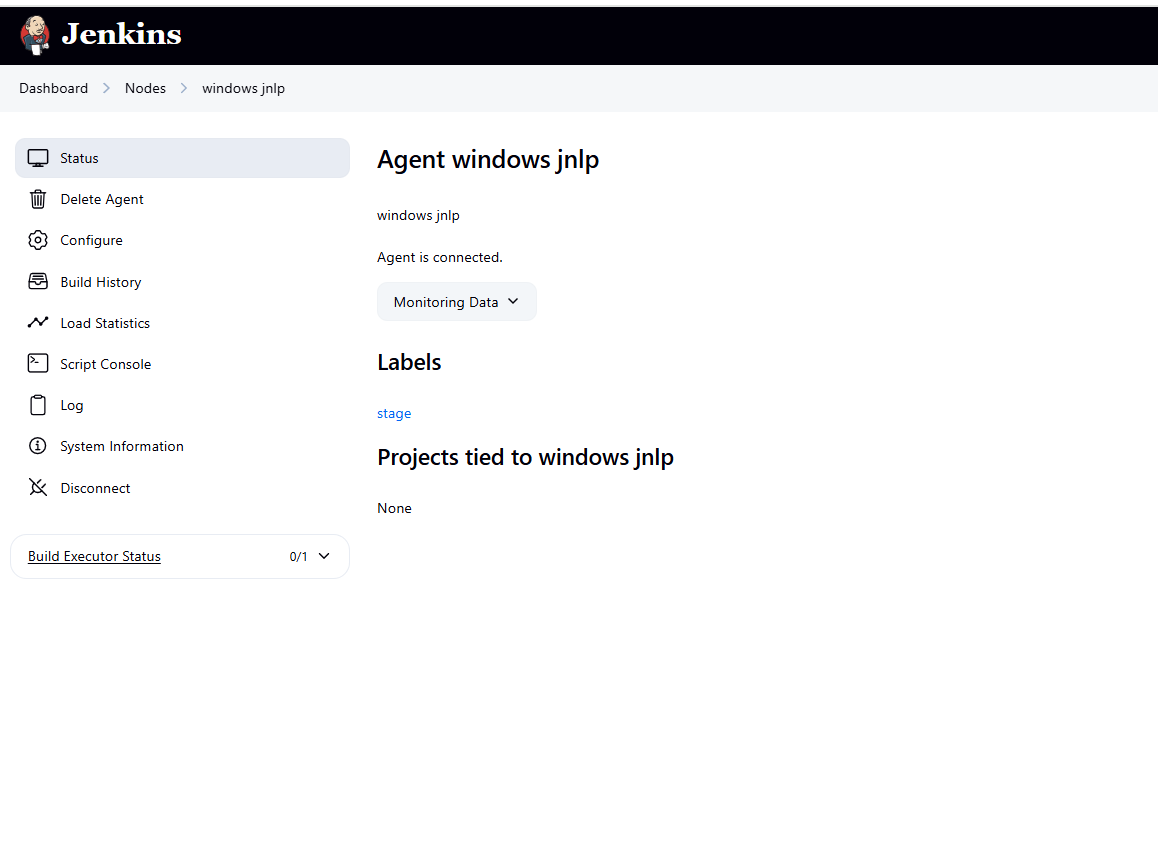 Jenkins
Dashboard
Nodes
windows jnlp
Status
Delete Agent
Configure
Build History
Load Statistics
Script Console
Log
System Information
Disconnect
Build Executor Status 0/1
Agent windows jnlp
windows jnlp
Agent is connected.
Monitoring Data
Labels
stage
Projects tied to windows jnlp
None